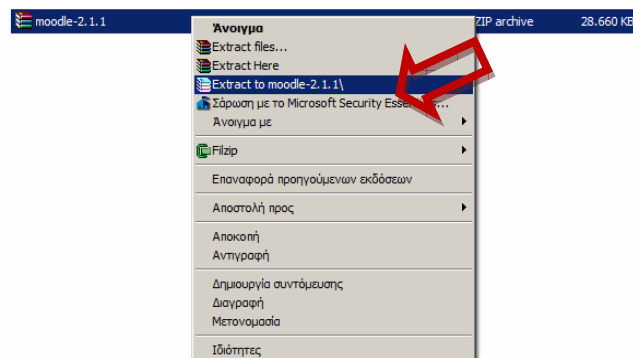 moodle-2.1.1 ZIP archive 28.660 KB
Άνοιγμα
Extract files...
Extract Here
Extract to moodle-2.1.1\
Σάρωση με το Microsoft Security
Άνοιγμα με
Filzip
Επαναφορά προηγούμενων εκδόσεων
Αποστολή προς
Αποκοπή
Αντιγραφή
Δημιουργία συντόμευσης
Διαγραφή
Μετονομασία
Ιδιότητες